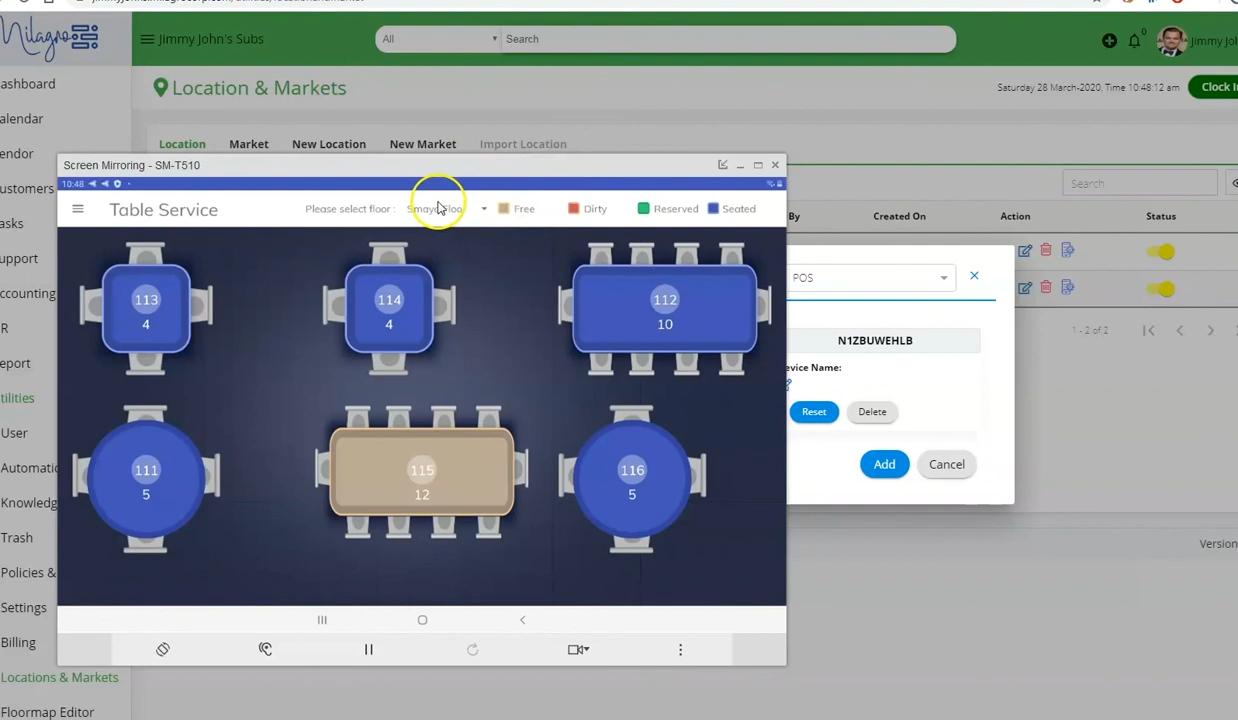 Milagro
Jimmy John's Subs
All
Search
0
Jimmy Joh
Location & Markets
Saturday 28 March-2020, Time 10:48:12 am
Clock In
Location
Market
New Location
New Market
Import Location
ashboard
alendar
endor
ustomers
asks
upport
ccounting
R
eport
tilities
User
Automatic
Knowledg
Trash
Policies &
Settings
Billing
Locations & Markets
Floormap Editor
Screen Mirroring - SM-T510
10:48
Table Service
Please select floor :
Free
Dirty
Reserved
Seated
113
4
114
4
112
10
111
5
115
12
116
5
Search
By
Created On
Action
Status
POS
N1ZBUWEHLB
evice Name:
Reset
Delete
Add
Cancel
1 - 2 of 2
Version